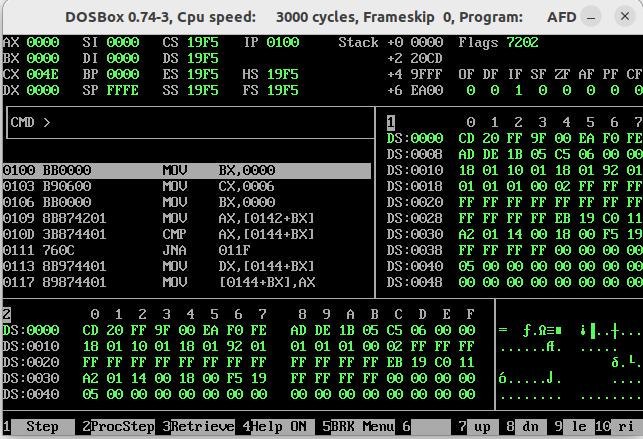 DOSBox 0.74-3, Cpu speed: 3000 cycles, Frameskip 0, Program: AFD
AX 0000 SI 0000 CS 19F5 IP 0100 Stack +0 0000 Flags 7202
BX 0000 DI 0000 DS 19F5 +2 20CD
CX 004E BP 0000 ES 19F5 HS 19F5 +4 9FFF OF DF IF SF ZF AF PF CF
DX 0000 SP FFFE SS 19F5 FS 19F5 +6 EA00 0 0 1 0 0 0 0 0
CMD >
1 0 1 2 3 4 5 6 7
DS:0000 CD 20 FF 9F 00 EA F0 FE
DS:0008 AD DE 1B 05 C5 06 00 00
DS:0010 18 01 10 01 18 01 92 01
DS:0018 01 01 01 00 02 FF FF FF
DS:0020 FF FF FF FF FF FF FF FF
DS:0028 FF FF FF FF EB 19 C0 11
DS:0030 A2 01 14 00 18 00 F5 19
DS:0038 FF FF FF FF 00 00 00 00
DS:0040 05 00 00 00 00 00 00 00
DS:0048 00 00 00 00 00 00 00 00
0100 BB0000 MOV BX,0000
0103 B90600 MOV CX,0006
0106 BB0000 MOV BX,0000
0109 8B874201 MOV AX,[0142+BX]
010D 3B874401 CMP AX,[0144+BX]
0111 760C JNA 011F
0113 8B974401 MOV DX,[0144+BX]
0117 89874401 MOV [0144+BX],AX
2 0 1 2 3 4 5 6 7 8 9 A B C D E F
DS:0000 CD 20 FF 9F 00 EA F0 FE AD DE 1B 05 C5 06 00 00
DS:0010 18 01 10 01 18 01 92 01 01 01 01 00 02 FF FF FF
DS:0020 FF FF FF FF FF FF FF FF FF FF FF FF EB 19 C0 11
DS:0030 A2 01 14 00 18 00 F5 19 FF FF FF FF 00 00 00 00
DS:0040 05 00 00 00 00 00 00 00 00 00 00 00 00 00 00 00
1 Step 2ProcStep 3Retrieve 4Help ON 5BRK Menu 6 7 up 8 dn 9 le 10 ri